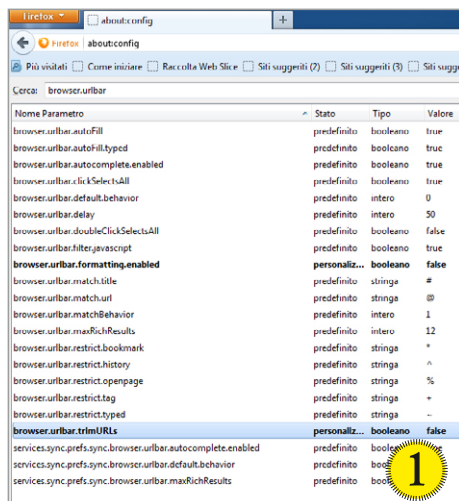 Firefox
about:config
+
Firefox about:config
Più visitati Come iniziare Raccolta Web Slice Siti suggeriti (2) Siti suggeriti (3) Siti sugge
Cerca: browser.urlbar
Nome Parametro Stato Tipo Valore
browser.urlbar.autoFill predefinito booleano true
browser.urlbar.autoFill.typed predefinito booleano true
browser.urlbar.autocomplete.enabled predefinito booleano true
browser.urlbar.clickSelectsAll predefinito booleano true
browser.urlbar.default.behavior predefinito intero 0
browser.urlbar.delay predefinito intero 50
browser.urlbar.doubleClickSelectsAll predefinito booleano false
browser.urlbar.filter.javascript predefinito booleano true
browser.urlbar.formatting.enabled personaliz... booleano false
browser.urlbar.match.title predefinito stringa #
browser.urlbar.match.url predefinito stringa @
browser.urlbar.matchBehavior predefinito intero 1
browser.urlbar.maxRichResults predefinito intero 12
browser.urlbar.restrict.bookmark predefinito stringa *
browser.urlbar.restrict.history predefinito stringa ^
browser.urlbar.restrict.openpage predefinito stringa %
browser.urlbar.restrict.tag predefinito stringa +
browser.urlbar.restrict.typed predefinito stringa ~
browser.urlbar.trimURLs personaliz... booleano false
services.sync.prefs.sync.browser.urlbar.autocomplete.enabled predefinito
services.sync.prefs.sync.browser.urlbar.default.behavior predefinito
services.sync.prefs.sync.browser.urlbar.maxRichResults predefinito
1